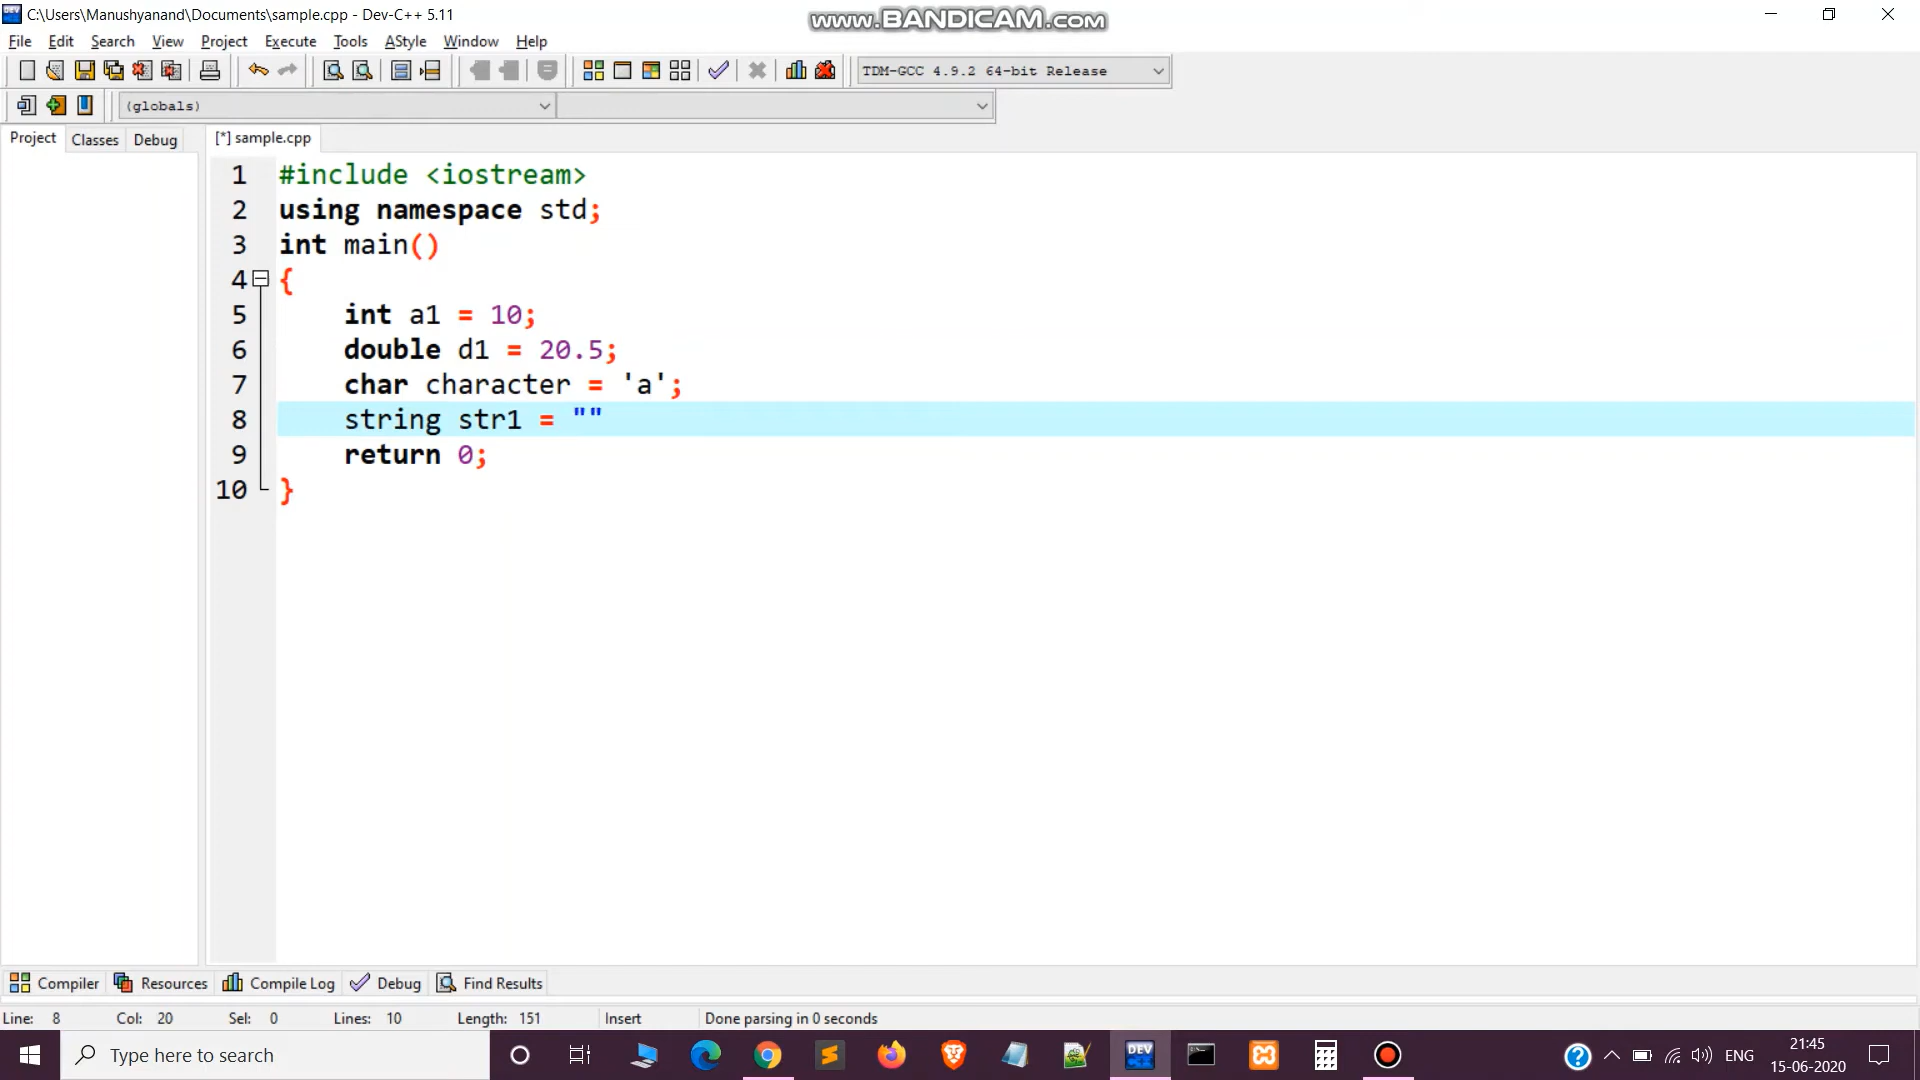 C:\Users\Manushyanand\Documents\sample.cpp - Dev-C++ 5.11
www.BANDICAM.com
File Edit Search View Project Execute Tools AStyle Window Help
TDM-GCC 4.9.2 64-bit Release
(globals)
Project Classes Debug [*] sample.cpp
1 #include <iostream>
2 using namespace std;
3 int main()
4 {
5 int a1 = 10;
6 double d1 = 20.5;
7 char character = 'a';
8 string str1 = ""
9 return 0;
10 }
Compiler Resources Compile Log Debug Find Results
Line: 8 Col: 20 Sel: 0 Lines: 10 Length: 151 Insert Done parsing in 0 seconds
Type here to search
DEV
ENG
21:45
15-06-2020